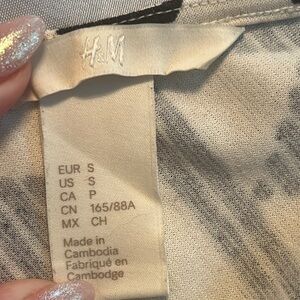 H&M
EUR S
US S
CA P
CN 165/88A
MX CH
Made in
Cambodia
Fabriqué en
Cambodge